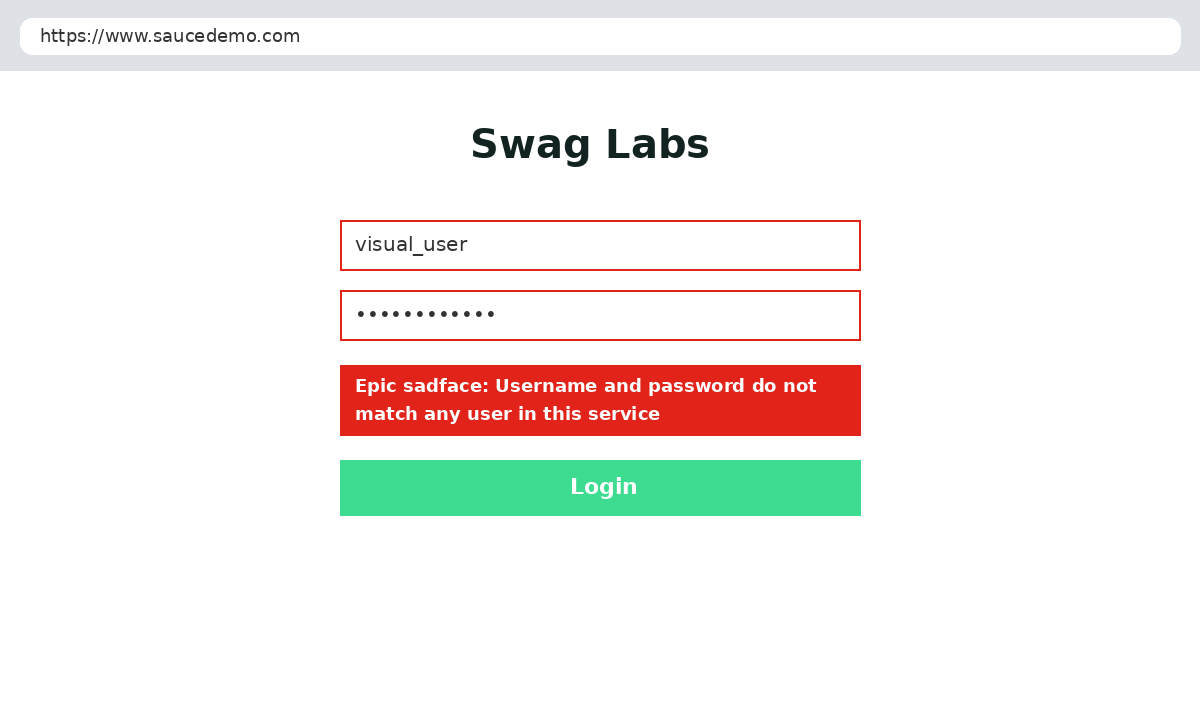 https://www.saucedemo.com
Swag Labs
visual_user
••••••••••••
Epic sadface: Username and password do not
match any user in this service
Login